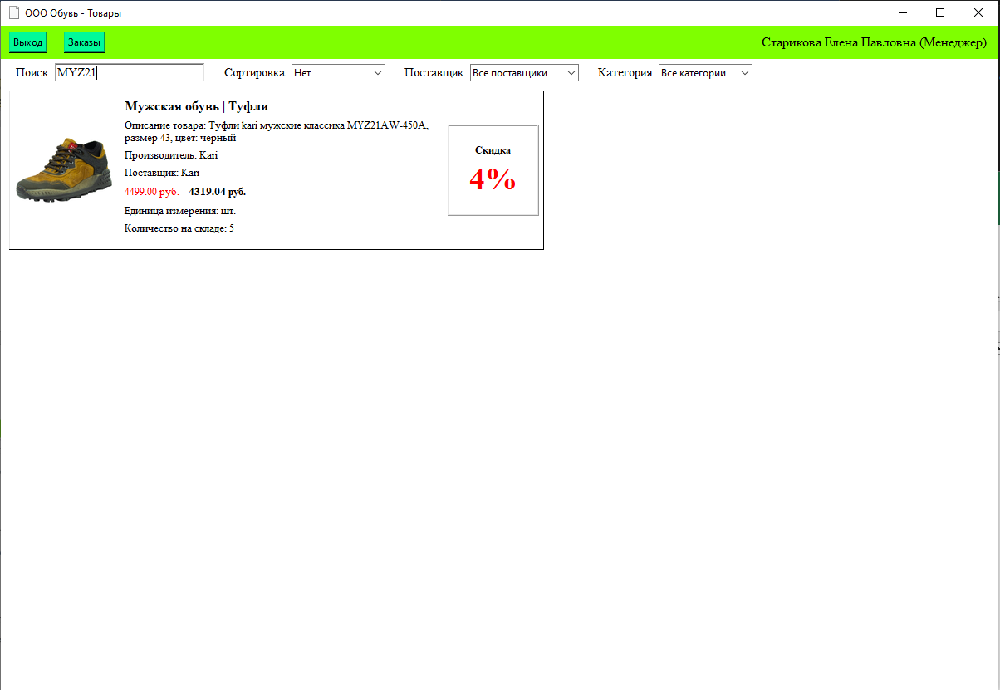 ООО Обувь - Товары
Выход Заказы Старикова Елена Павловна (Менеджер)
Поиск: MYZ21 Сортировка: Нет Поставщик: Все поставщики Категория: Все категории
Мужская обувь | Туфли
Описание товара: Туфли kari мужские классика MYZ21AW-450A,
размер 43, цвет: черный
Производитель: Kari
Поставщик: Kari
4499.00 руб. 4319.04 руб.
Единица измерения: шт.
Количество на складе: 5
Скидка
4%